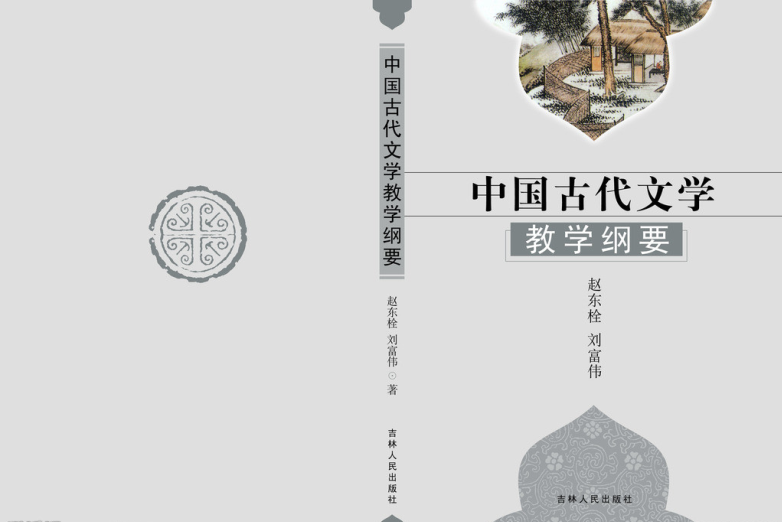 中国古代文学教学纲要
赵东栓 刘富伟 著
吉林人民出版社
中国古代文学
教学纲要
赵东栓 刘富伟
吉林人民出版社